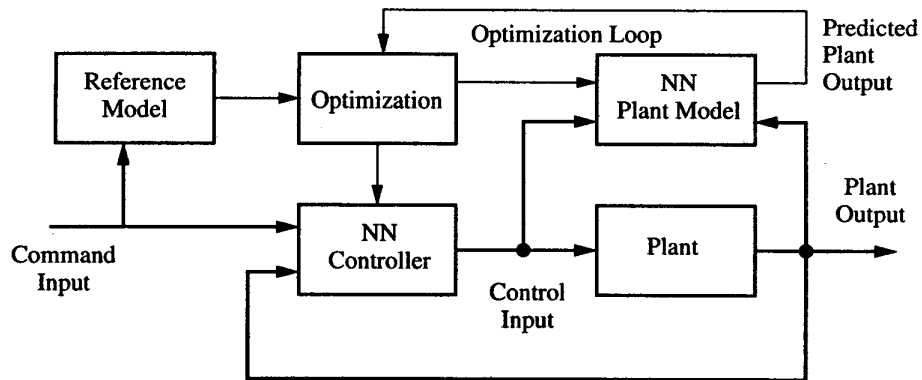 Optimization Loop
Predicted
Plant
Output
Reference
Model
Optimization
NN
Plant Model
Plant
Output
Command
Input
NN
Controller
Plant
Control
Input